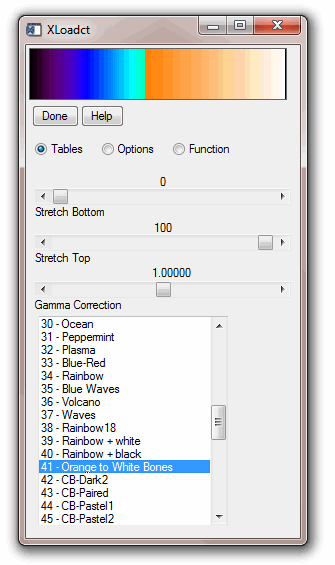 XLoadct
Done Help
Tables Options Function
0
Stretch Bottom
100
Stretch Top
1.00000
Gamma Correction
30 - Ocean
31 - Peppermint
32 - Plasma
33 - Blue-Red
34 - Rainbow
35 - Blue Waves
36 - Volcano
37 - Waves
38 - Rainbow18
39 - Rainbow + white
40 - Rainbow + black
41 - Orange to White Bones
42 - CB-Dark2
43 - CB-Paired
44 - CB-Pastel1
45 - CB-Pastel2